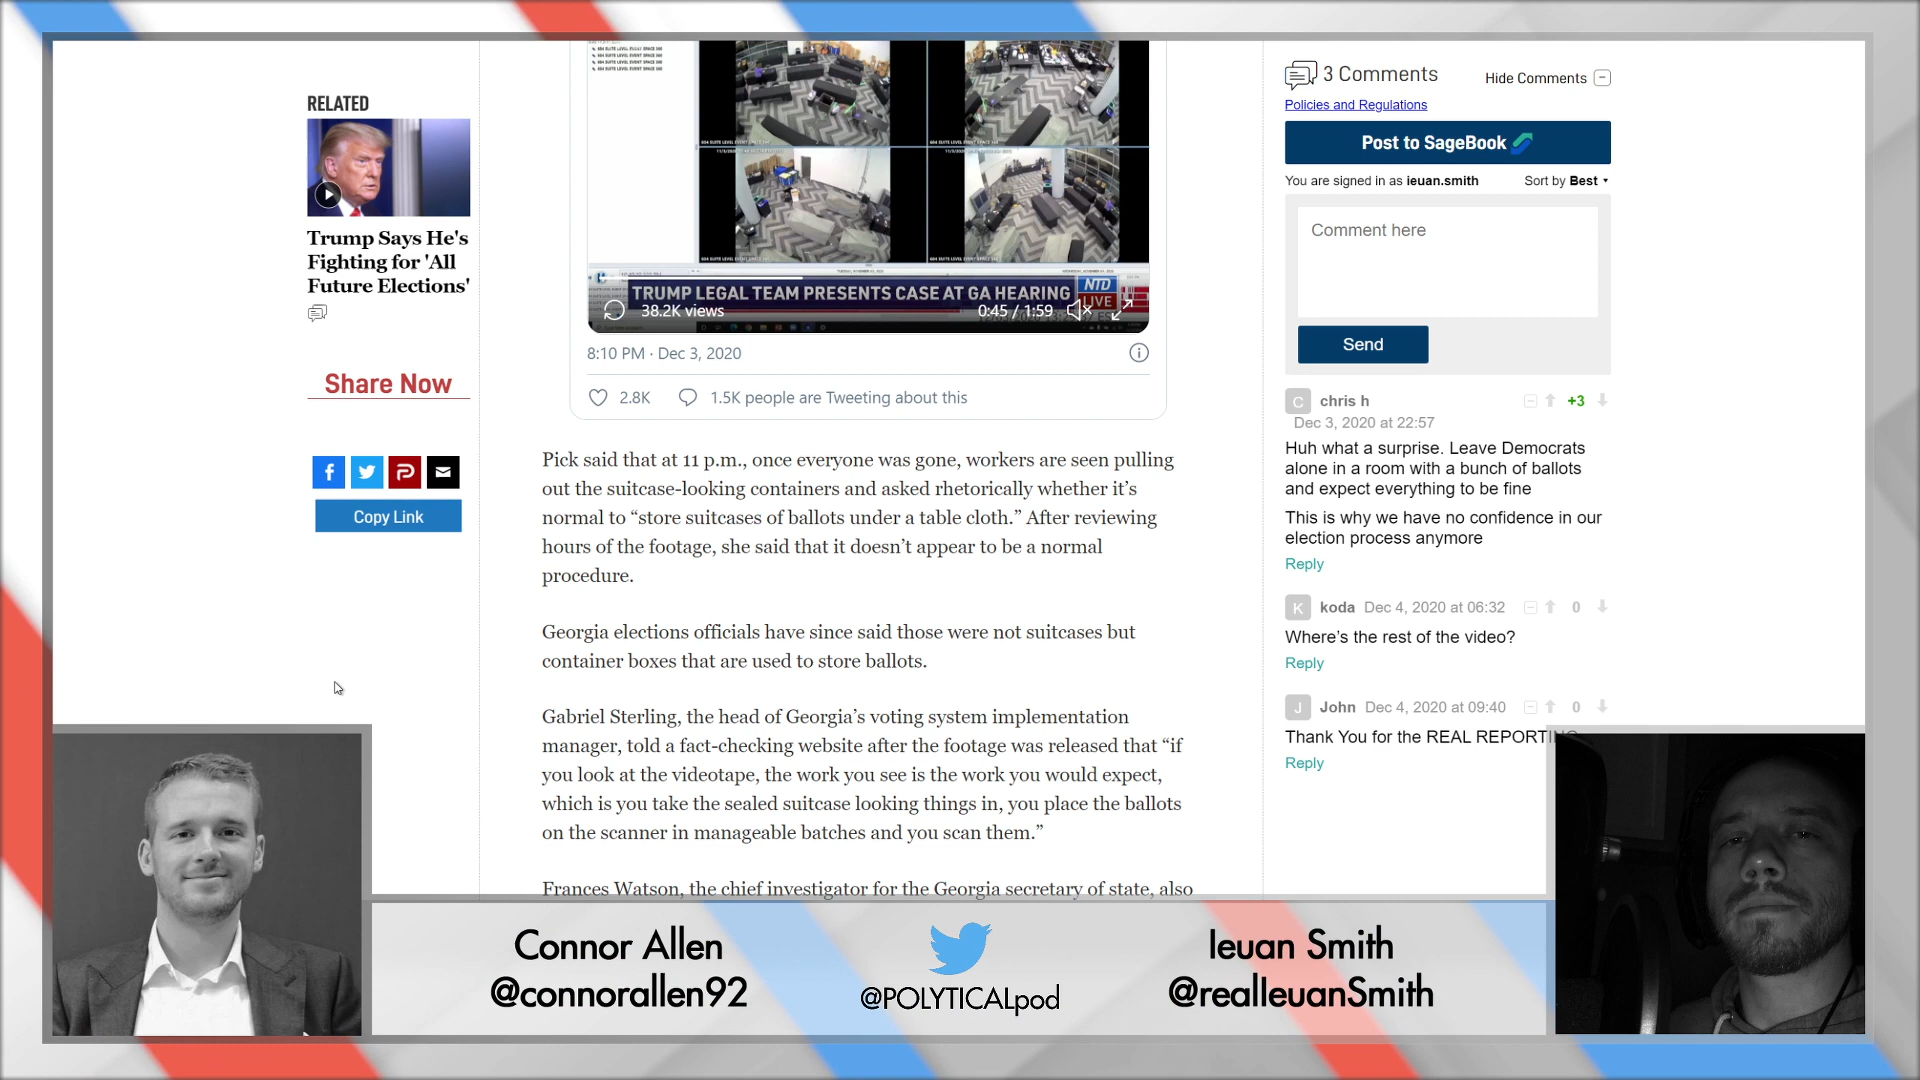 RELATED
Trump Says He's
Fighting for 'All
Future Elections'
Share Now
Copy Link
604 SUITE LEVEL EVENT SPACE 360
604 SUITE LEVEL EVENT SPACE 360
TRUMP LEGAL TEAM PRESENTS CASE AT GA HEARING
NTD
LIVE
38.2K views
0:45 / 1:59
8:10 PM · Dec 3, 2020
2.8K
1.5K people are Tweeting about this
Pick said that at 11 p.m., once everyone was gone, workers are seen pulling
out the suitcase-looking containers and asked rhetorically whether it’s
normal to “store suitcases of ballots under a table cloth.” After reviewing
hours of the footage, she said that it doesn’t appear to be a normal
procedure.
Georgia elections officials have since said those were not suitcases but
container boxes that are used to store ballots.
Gabriel Sterling, the head of Georgia’s voting system implementation
manager, told a fact-checking website after the footage was released that “if
you look at the videotape, the work you see is the work you would expect,
which is you take the sealed suitcase looking things in, you place the ballots
on the scanner in manageable batches and you scan them.”
Frances Watson, the chief investigator for the Georgia secretary of state, also
3 Comments
Hide Comments
Policies and Regulations
Post to SageBook
You are signed in as ieuan.smith
Sort by Best
Comment here
Send
C chris h +3
Dec 3, 2020 at 22:57
Huh what a surprise. Leave Democrats
alone in a room with a bunch of ballots
and expect everything to be fine
This is why we have no confidence in our
election process anymore
Reply
K koda Dec 4, 2020 at 06:32 0
Where’s the rest of the video?
Reply
J John Dec 4, 2020 at 09:40 0
Thank You for the REAL REPORTING
Reply
Connor Allen
@connorallen92
@POLYTICALpod
Ieuan Smith
@realIeuanSmith